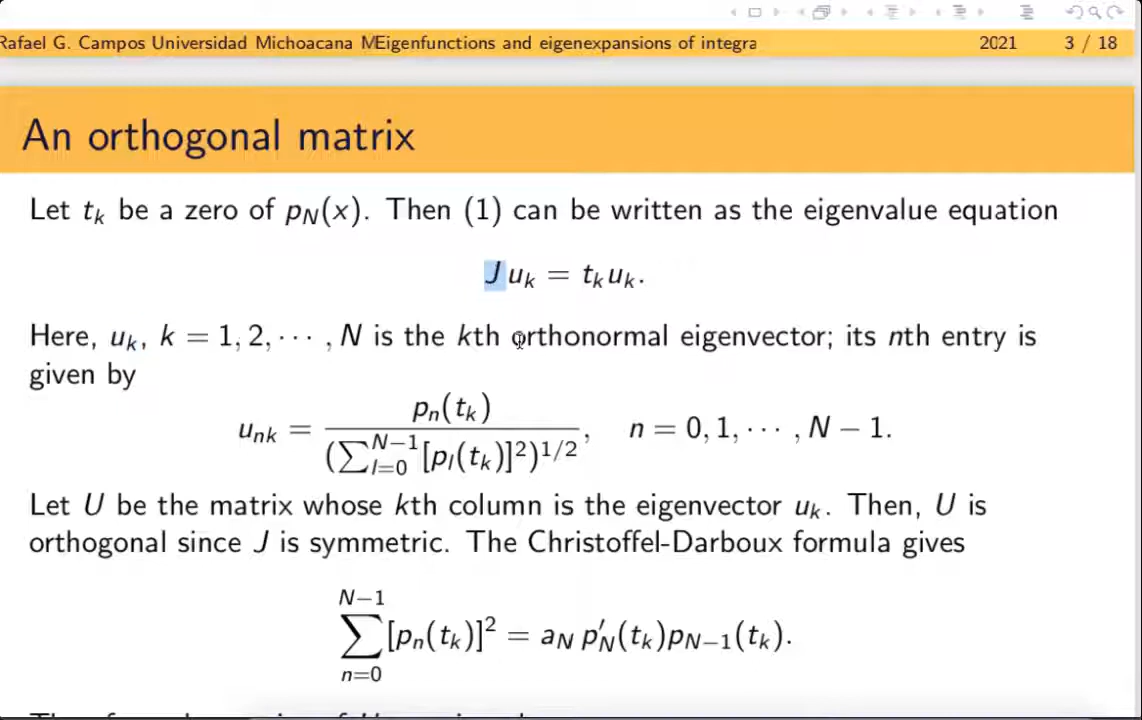 Rafael G. Campos Universidad Michoacana MEigenfunctions and eigenexpansions of integra 2021 3 / 18
An orthogonal matrix
Let t_k be a zero of p_N(x). Then (1) can be written as the eigenvalue equation
J u_k = t_k u_k.
Here, u_k, k = 1, 2, ··· , N is the kth orthonormal eigenvector; its nth entry is
given by
u_{nk} = p_n(t_k) / (∑_{l=0}^{N−1} [p_l(t_k)]²)^{1/2}, n = 0, 1, ··· , N − 1.
Let U be the matrix whose kth column is the eigenvector u_k. Then, U is
orthogonal since J is symmetric. The Christoffel-Darboux formula gives
∑_{n=0}^{N−1} [p_n(t_k)]² = a_N p′_N(t_k)p_{N−1}(t_k).